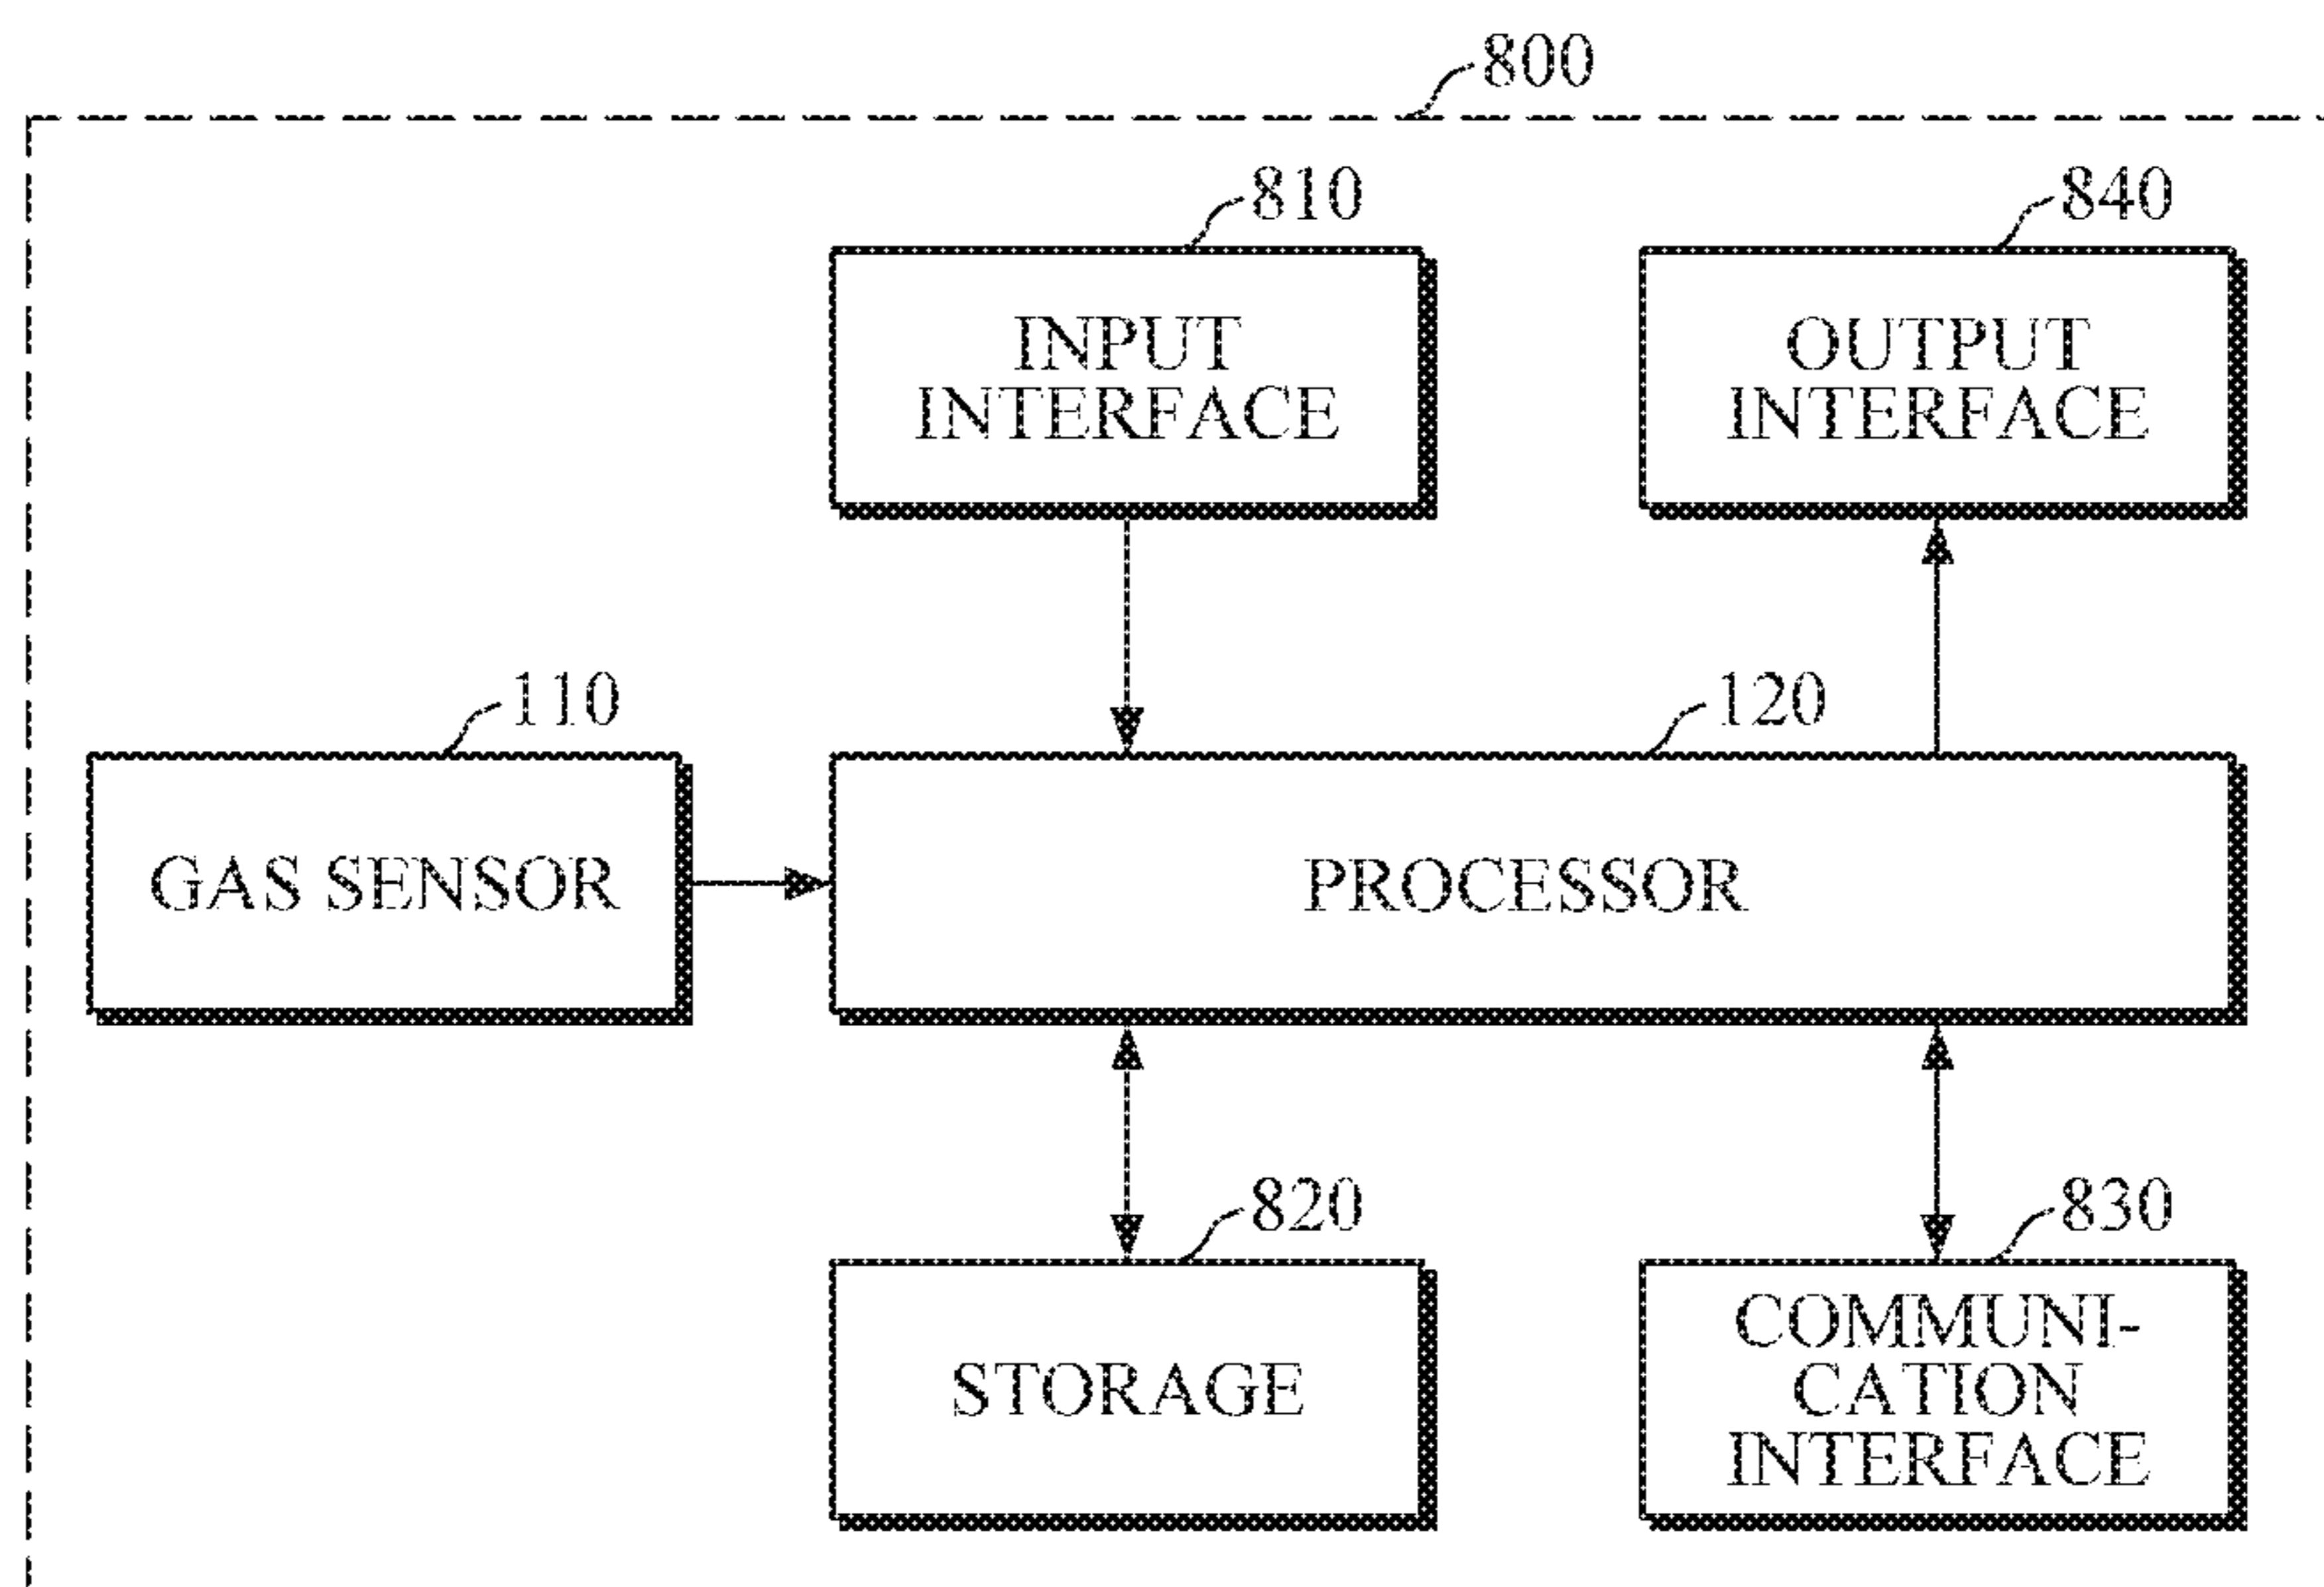 800
810
840
INPUT
INTERFACE
OUTPUT
INTERFACE
110
120
GAS SENSOR
PROCESSOR
820
830
STORAGE
COMMUNI-
CATION
INTERFACE